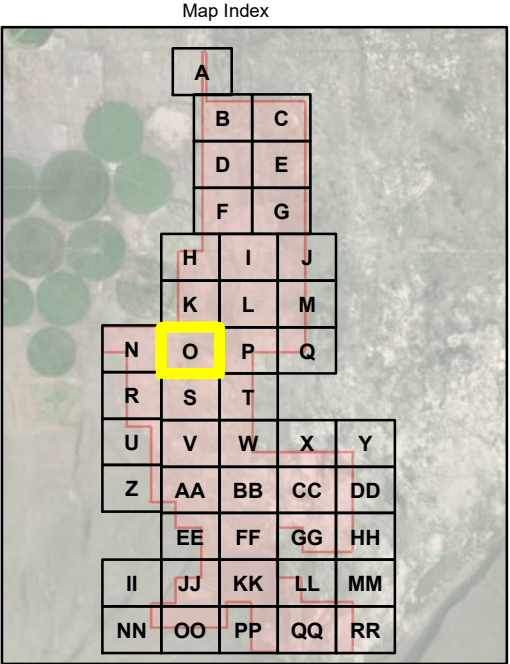 Map Index
A
B C
D E
F G
H I J
K L M
N O P Q
R S T
U V W X Y
Z AA BB CC DD
EE FF GG HH
II JJ KK LL MM
NN OO PP QQ RR